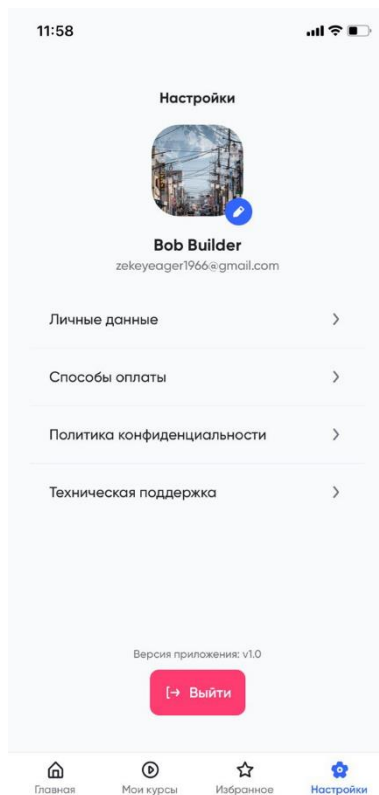 11:58
Настройки
Bob Builder
zekeyeager1966@gmail.com
Личные данные
Способы оплаты
Политика конфиденциальности
Техническая поддержка
Версия приложения: v1.0
Выйти
Главная Мои курсы Избранное Настройки